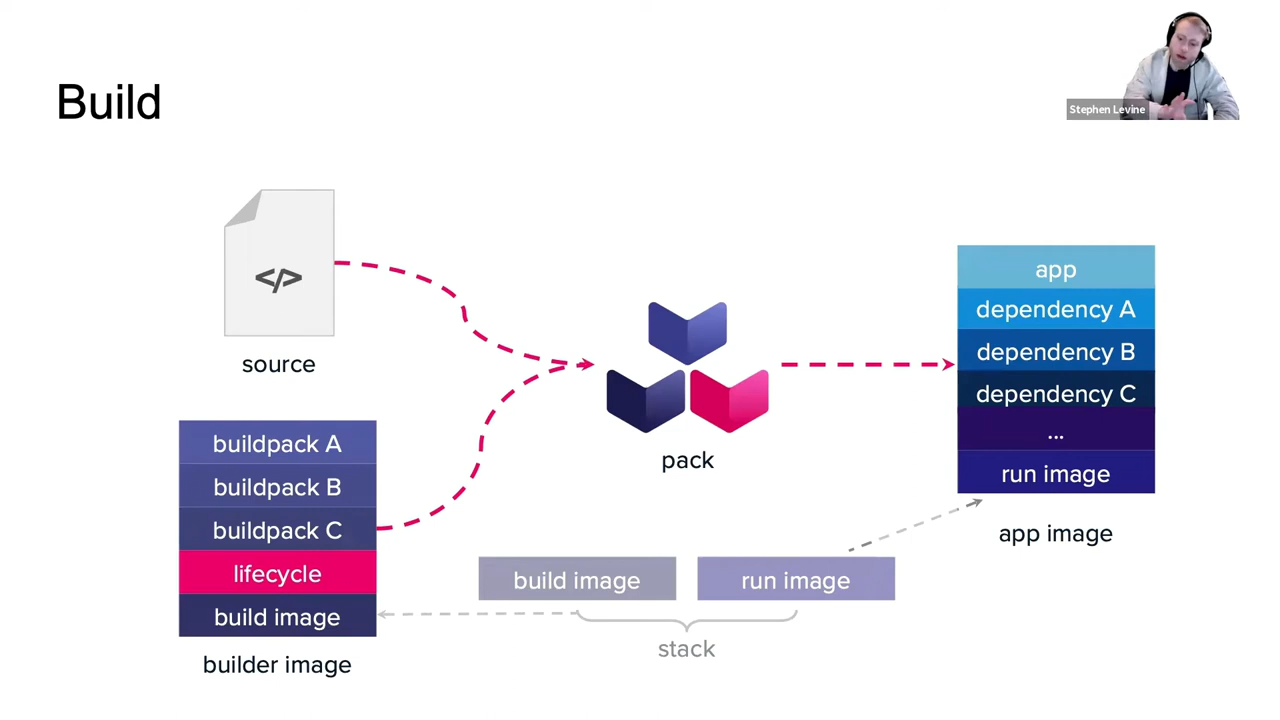 Build
Stephen Levine
</>
source
buildpack A
buildpack B
buildpack C
lifecycle
build image
builder image
pack
build image
run image
stack
app
dependency A
dependency B
dependency C
...
run image
app image